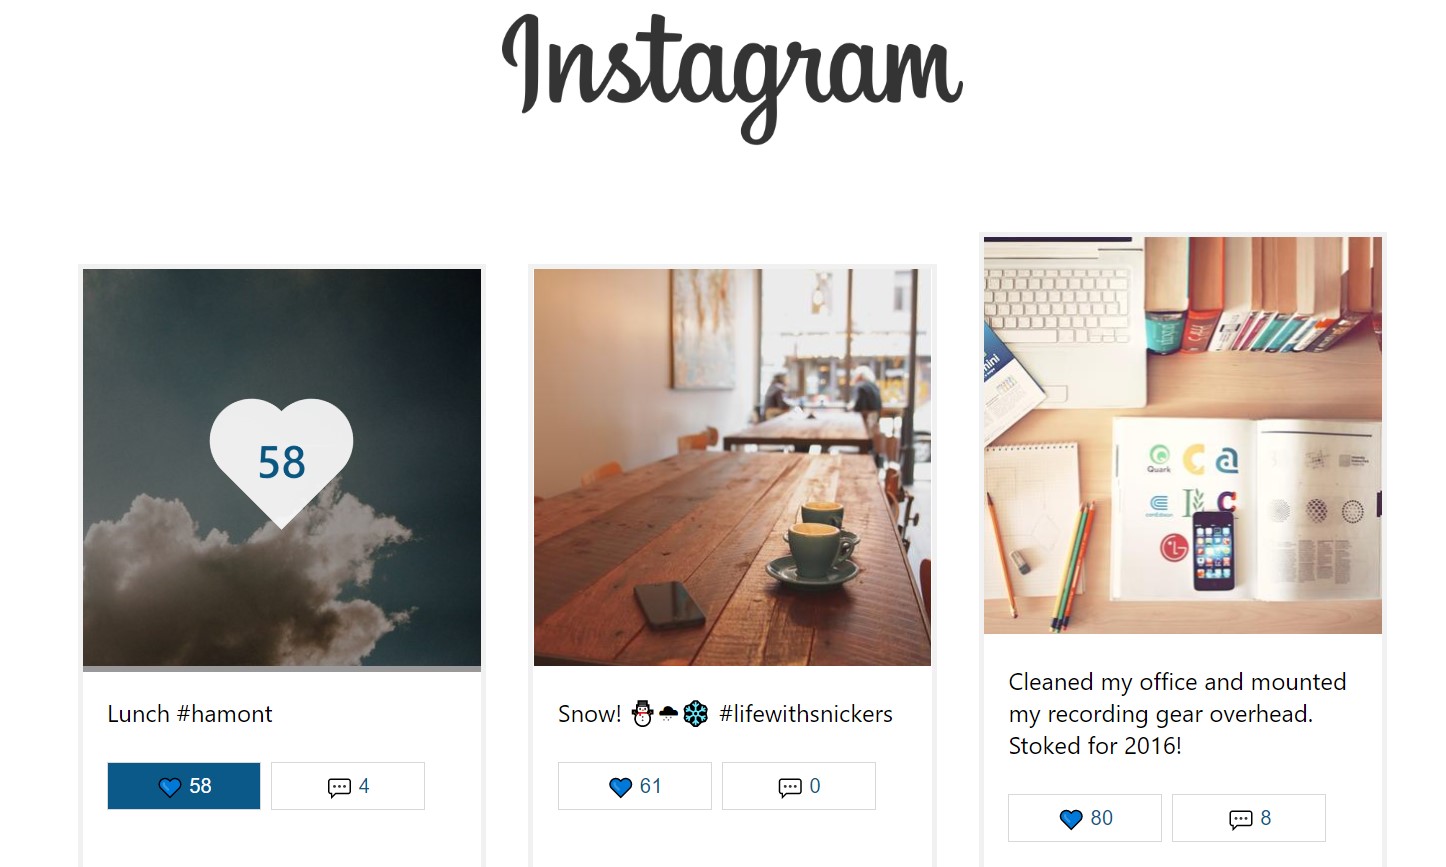 Instagram
58
Quark
Lunch #hamont
58
4
Snow! ⛄🌨❄ #lifewithsnickers
61
0
Cleaned my office and mounted
my recording gear overhead.
Stoked for 2016!
80
8